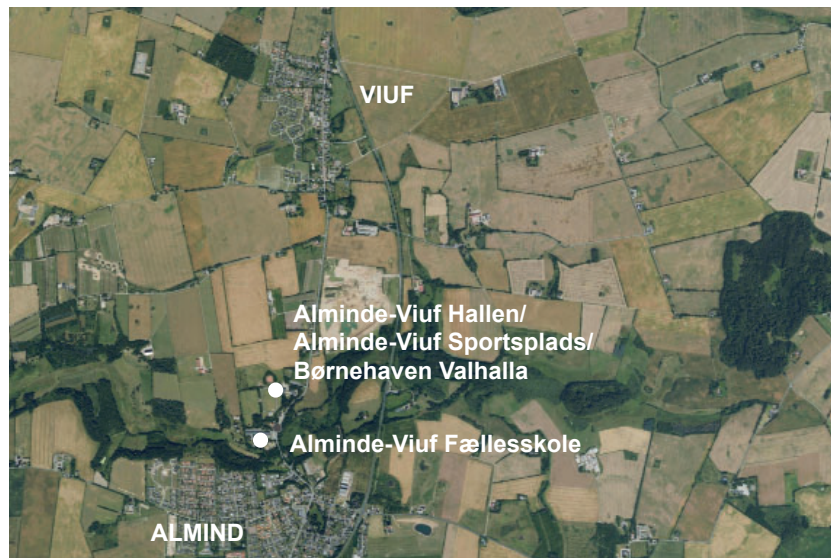 VIUF
Alminde-Viuf Hallen/
Alminde-Viuf Sportsplads/
Børnehaven Valhalla
Alminde-Viuf Fællesskole
ALMIND